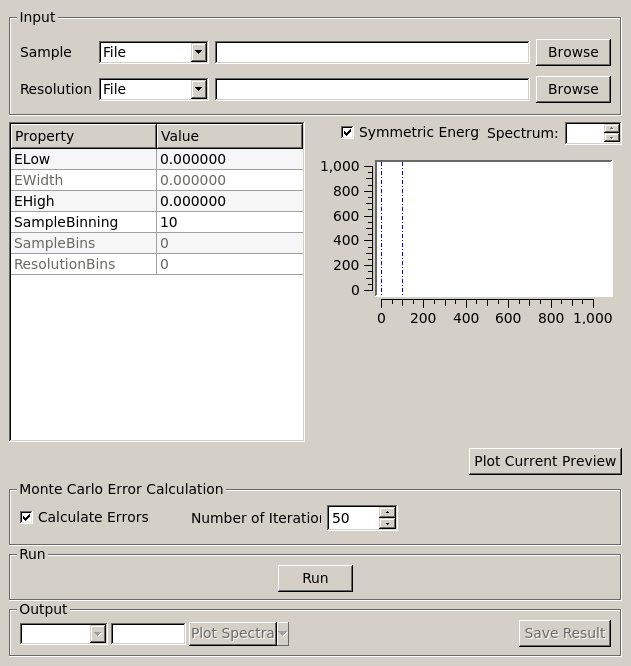 Input
Sample File Browse
Resolution File Browse
Property Value
ELow 0.000000
EWidth 0.000000
EHigh 0.000000
SampleBinning 10
SampleBins 0
ResolutionBins 0
Symmetric Energ Spectrum:
1,000
800
600
400
200
0
0 200 400 600 800 1,000
Plot Current Preview
Monte Carlo Error Calculation
Calculate Errors Number of Iteration 50
Run
Run
Output
Plot Spectra Save Result